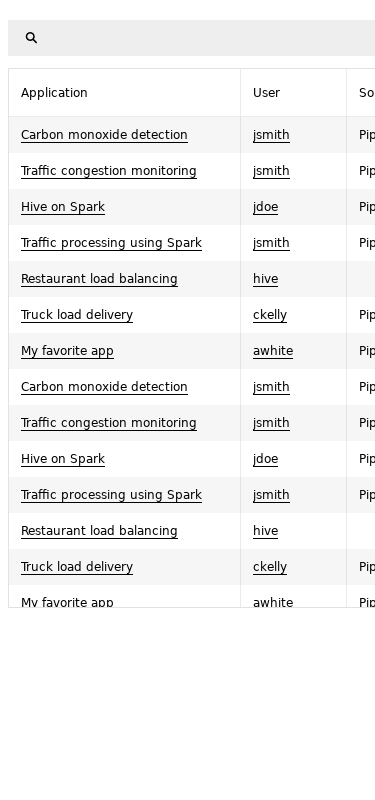 Application User So
Carbon monoxide detection jsmith Pip
Traffic congestion monitoring jsmith Pip
Hive on Spark jdoe Pip
Traffic processing using Spark jsmith Pip
Restaurant load balancing hive
Truck load delivery ckelly Pip
My favorite app awhite Pip
Carbon monoxide detection jsmith Pip
Traffic congestion monitoring jsmith Pip
Hive on Spark jdoe Pip
Traffic processing using Spark jsmith Pip
Restaurant load balancing hive
Truck load delivery ckelly Pip
My favorite app awhite Pip